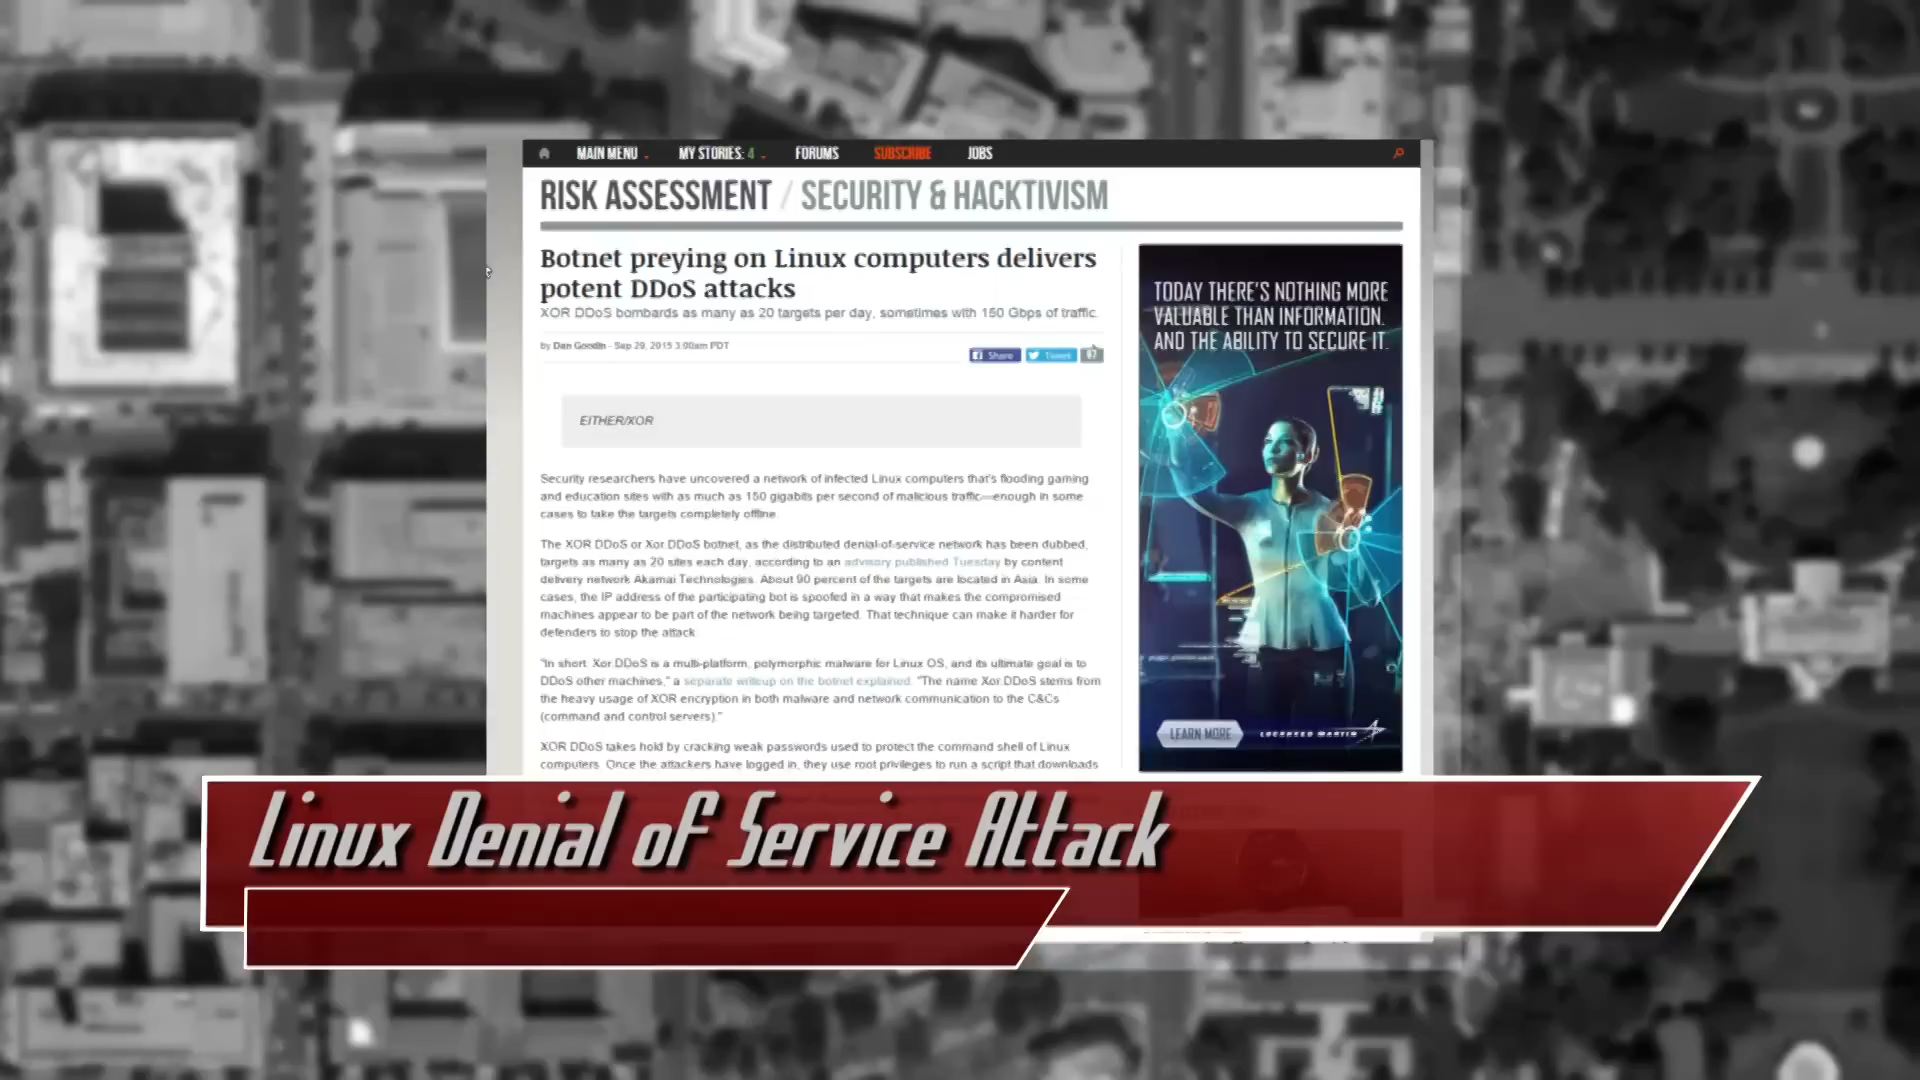 MAIN MENU MY STORIES: 4 FORUMS SUBSCRIBE JOBS
RISK ASSESSMENT / SECURITY & HACKTIVISM
Botnet preying on Linux computers delivers
potent DDoS attacks
XOR DDoS bombards as many as 20 targets per day, sometimes with 150 Gbps of traffic.
by Dan Goodin - Sep 29, 2015 3:00am PDT
Share Tweet 97
EITHER/XOR
Security researchers have uncovered a network of infected Linux computers that's flooding gaming
and education sites with as much as 150 gigabits per second of malicious traffic—enough in some
cases to take the targets completely offline.
The XOR DDoS or Xor.DDoS botnet, as the distributed denial-of-service network has been dubbed,
targets as many as 20 sites each day, according to an advisory published Tuesday by content
delivery network Akamai Technologies. About 90 percent of the targets are located in Asia. In some
cases, the IP address of the participating bot is spoofed in a way that makes the compromised
machines appear to be part of the network being targeted. That technique can make it harder for
defenders to stop the attack.
"In short: Xor.DDoS is a multi-platform, polymorphic malware for Linux OS, and its ultimate goal is to
DDoS other machines," a separate writeup on the botnet explained. "The name Xor.DDoS stems from
the heavy usage of XOR encryption in both malware and network communication to the C&Cs
(command and control servers)."
XOR DDoS takes hold by cracking weak passwords used to protect the command shell of Linux
computers. Once the attackers have logged in, they use root privileges to run a script that downloads
TODAY THERE'S NOTHING MORE
VALUABLE THAN INFORMATION.
AND THE ABILITY TO SECURE IT.
LEARN MORE LOCKHEED MARTIN
Linux Denial of Service Attack